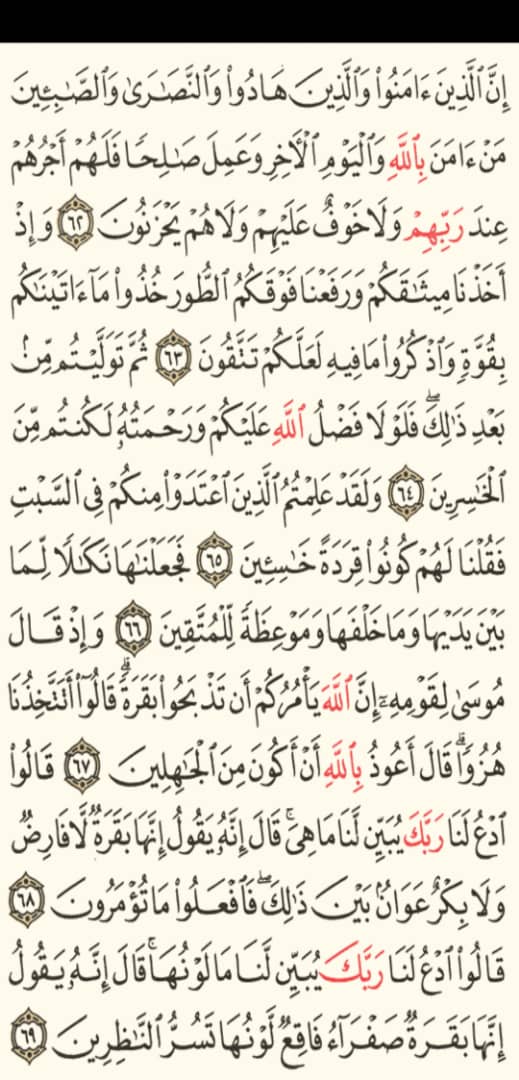 إِنَّ ٱلَّذِينَ ءَامَنُوا۟ وَٱلَّذِينَ هَادُوا۟ وَٱلنَّصَـٰرَىٰ وَٱلصَّـٰبِـِٔينَ
مَنْ ءَامَنَ بِٱللَّهِ وَٱلْيَوْمِ ٱلْـَٔاخِرِ وَعَمِلَ صَـٰلِحًا فَلَهُمْ أَجْرُهُمْ
عِندَ رَبِّهِمْ وَلَا خَوْفٌ عَلَيْهِمْ وَلَا هُمْ يَحْزَنُونَ ٦٢ وَإِذْ
أَخَذْنَا مِيثَـٰقَكُمْ وَرَفَعْنَا فَوْقَكُمُ ٱلطُّورَ خُذُوا۟ مَآ ءَاتَيْنَـٰكُم
بِقُوَّةٍ وَٱذْكُرُوا۟ مَا فِيهِ لَعَلَّكُمْ تَتَّقُونَ ٦٣ ثُمَّ تَوَلَّيْتُم مِّنۢ
بَعْدِ ذَٰلِكَ ۖ فَلَوْلَا فَضْلُ ٱللَّهِ عَلَيْكُمْ وَرَحْمَتُهُۥ لَكُنتُم مِّنَ
ٱلْخَـٰسِرِينَ ٦٤ وَلَقَدْ عَلِمْتُمُ ٱلَّذِينَ ٱعْتَدَوْا۟ مِنكُمْ فِى ٱلسَّبْتِ
فَقُلْنَا لَهُمْ كُونُوا۟ قِرَدَةً خَـٰسِـِٔينَ ٦٥ فَجَعَلْنَـٰهَا نَكَـٰلًا لِّمَا
بَيْنَ يَدَيْهَا وَمَا خَلْفَهَا وَمَوْعِظَةً لِّلْمُتَّقِينَ ٦٦ وَإِذْ قَالَ
مُوسَىٰ لِقَوْمِهِۦٓ إِنَّ ٱللَّهَ يَأْمُرُكُمْ أَن تَذْبَحُوا۟ بَقَرَةً ۖ قَالُوٓا۟ أَتَتَّخِذُنَا
هُزُوًا ۖ قَالَ أَعُوذُ بِٱللَّهِ أَنْ أَكُونَ مِنَ ٱلْجَـٰهِلِينَ ٦٧ قَالُوا۟
ٱدْعُ لَنَا رَبَّكَ يُبَيِّن لَّنَا مَا هِىَ ۚ قَالَ إِنَّهُۥ يَقُولُ إِنَّهَا بَقَرَةٌ لَّا فَارِضٌ
وَلَا بِكْرٌ عَوَانٌۢ بَيْنَ ذَٰلِكَ ۖ فَٱفْعَلُوا۟ مَا تُؤْمَرُونَ ٦٨
قَالُوا۟ ٱدْعُ لَنَا رَبَّكَ يُبَيِّن لَّنَا مَا لَوْنُهَا ۚ قَالَ إِنَّهُۥ يَقُولُ
إِنَّهَا بَقَرَةٌ صَفْرَآءُ فَاقِعٌ لَّوْنُهَا تَسُرُّ ٱلنَّـٰظِرِينَ ٦٩